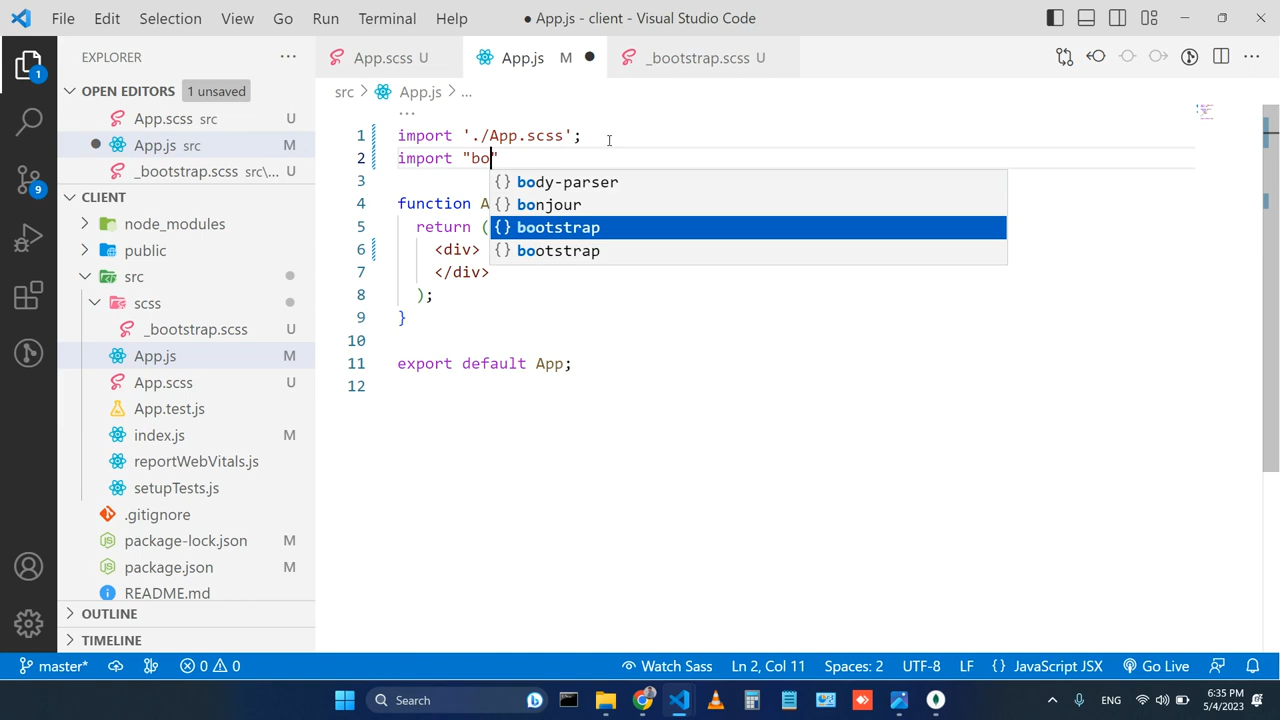 File Edit Selection View Go Run Terminal Help
● App.js - client - Visual Studio Code
EXPLORER
OPEN EDITORS 1 unsaved
App.scss src U
App.js src M
_bootstrap.scss src\... U
CLIENT
node_modules
public
src
scss
_bootstrap.scss U
App.js M
App.scss U
App.test.js
index.js M
reportWebVitals.js
setupTests.js
.gitignore
package-lock.json M
package.json M
README.md
OUTLINE
TIMELINE
1
9
App.scss U
App.js M
_bootstrap.scss U
src > App.js > ...
1 import './App.scss';
2 import "bo"
3
4 function A
5 return (
6 <div>
7 </div>
8 );
9 }
10
11 export default App;
12
{} body-parser
{} bonjour
{} bootstrap
{} bootstrap
master* 0 0 Watch Sass Ln 2, Col 11 Spaces: 2 UTF-8 LF {} JavaScript JSX Go Live
Search
ENG
6:35 PM
5/4/2023